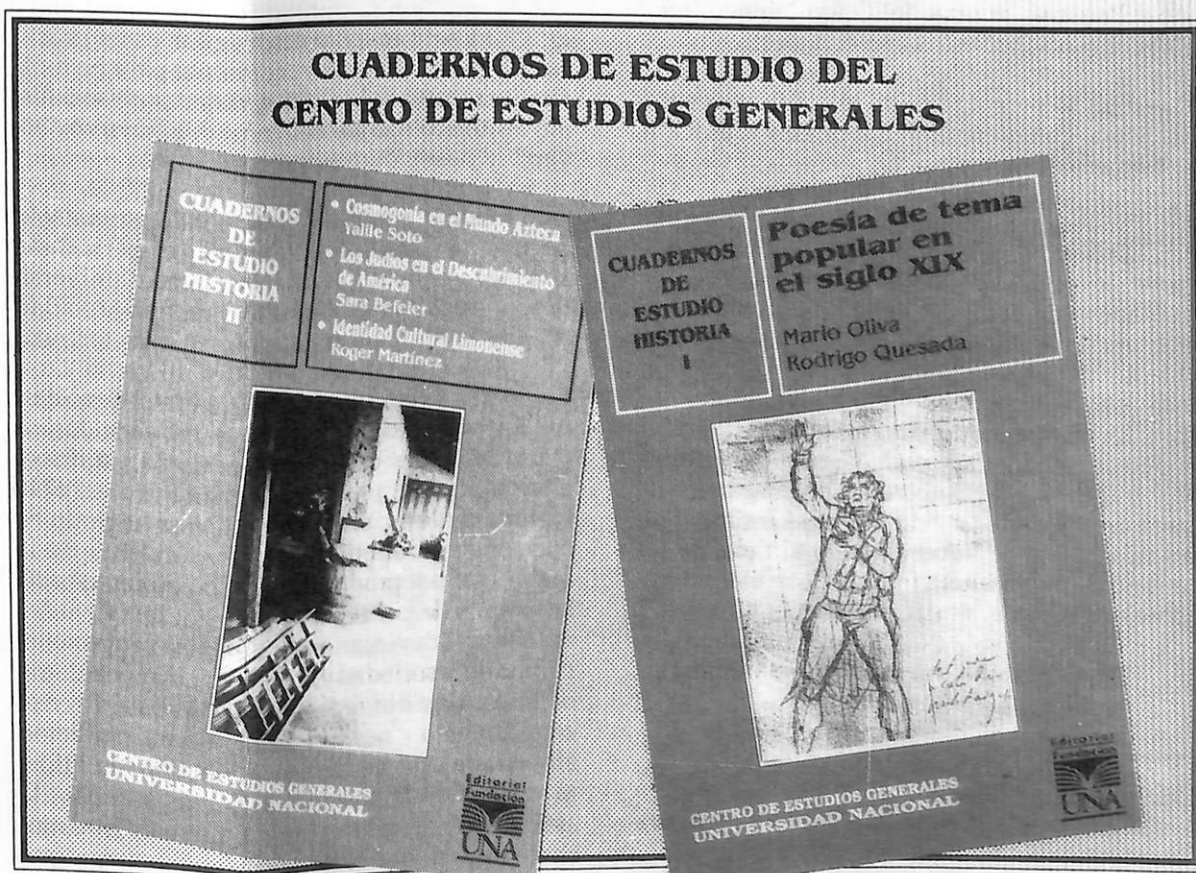 CUADERNOS DE ESTUDIO DEL
CENTRO DE ESTUDIOS GENERALES
CUADERNOS
DE
ESTUDIO
HISTORIA
II
• Cosmogonía en el Mundo Azteca
Yalile Soto
• Los Judíos en el Descubrimiento
de América
Sara Befeler
• Identidad Cultural Limonense
Roger Martínez
CENTRO DE ESTUDIOS GENERALES
UNIVERSIDAD NACIONAL
Editorial
Fundación
UNA
CUADERNOS
DE
ESTUDIO
HISTORIA
I
Poesía de tema
popular en
el siglo XIX
Mario Oliva
Rodrigo Quesada
CENTRO DE ESTUDIOS GENERALES
UNIVERSIDAD NACIONAL
Editorial
Fundación
UNA